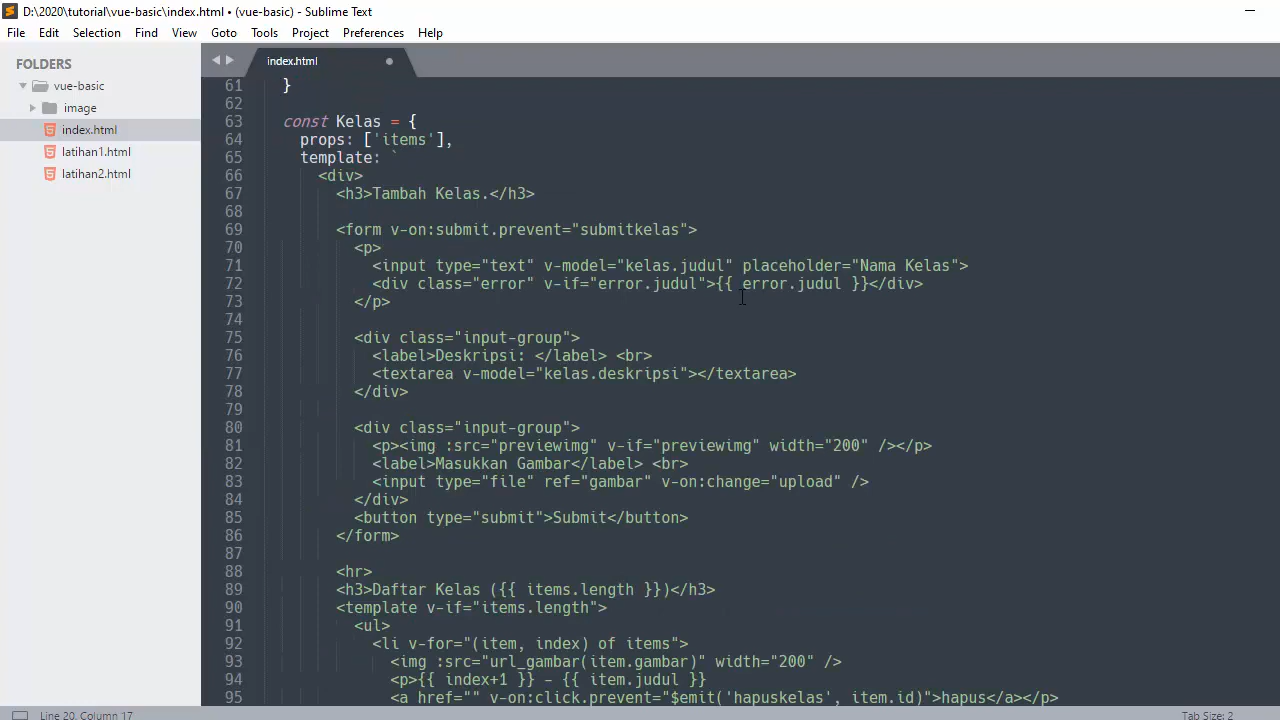 D:\2020\tutorial\vue-basic\index.html • (vue-basic) - Sublime Text
File Edit Selection Find View Goto Tools Project Preferences Help
FOLDERS
vue-basic
image
index.html
latihan1.html
latihan2.html
index.html
61 }
62
63 const Kelas = {
64 props: ['items'],
65 template: `
66 <div>
67 <h3>Tambah Kelas.</h3>
68
69 <form v-on:submit.prevent="submitkelas">
70 <p>
71 <input type="text" v-model="kelas.judul" placeholder="Nama Kelas">
72 <div class="error" v-if="error.judul">{{ error.judul }}</div>
73 </p>
74
75 <div class="input-group">
76 <label>Deskripsi: </label> <br>
77 <textarea v-model="kelas.deskripsi"></textarea>
78 </div>
79
80 <div class="input-group">
81 <p><img :src="previewimg" v-if="previewimg" width="200" /></p>
82 <label>Masukkan Gambar</label> <br>
83 <input type="file" ref="gambar" v-on:change="upload" />
84 </div>
85 <button type="submit">Submit</button>
86 </form>
87
88 <hr>
89 <h3>Daftar Kelas ({{ items.length }})</h3>
90 <template v-if="items.length">
91 <ul>
92 <li v-for="(item, index) of items">
93 <img :src="url_gambar(item.gambar)" width="200" />
94 <p>{{ index+1 }} - {{ item.judul }}
95 <a href="" v-on:click.prevent="$emit('hapuskelas', item.id)">hapus</a></p>
Line 20, Column 17
Tab Size: 2